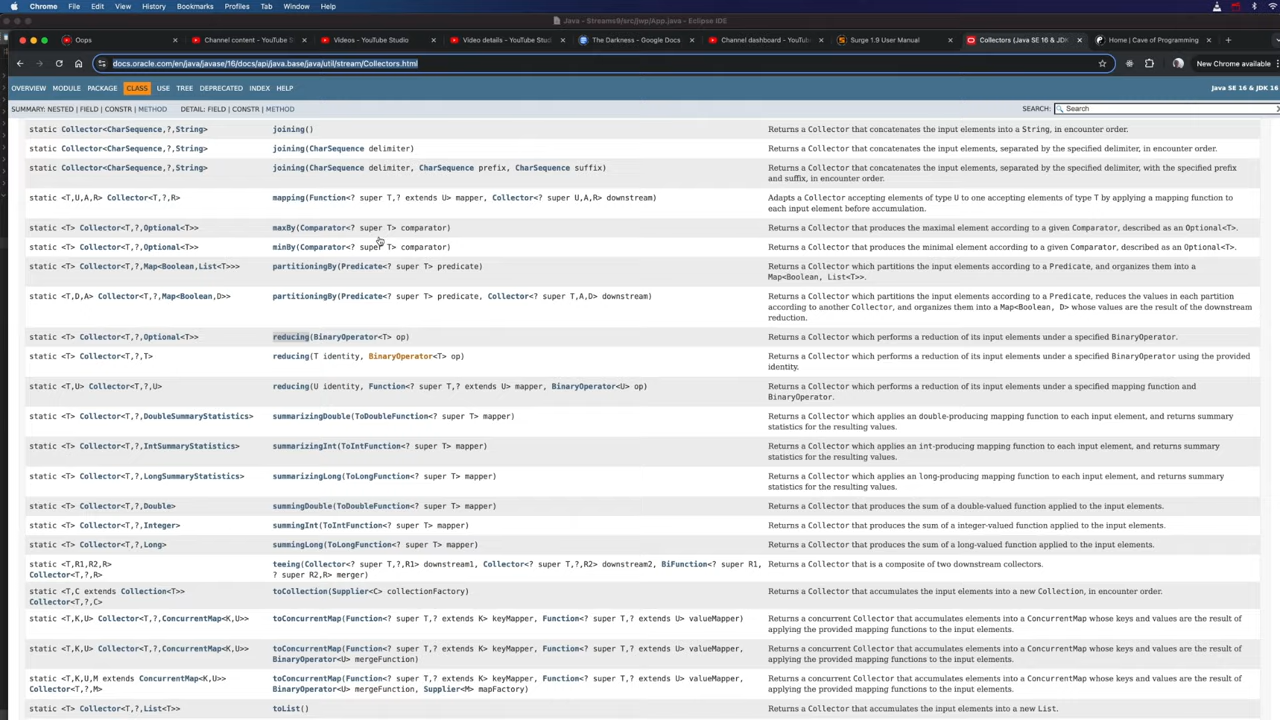 Chrome File Edit View History Bookmarks Profiles Tab Window Help
Java - Streams9/src/jwp/App.java - Eclipse IDE
Oops
Channel content - YouTube S
Videos - YouTube Studio
Video details - YouTube Studio
The Darkness - Google Docs
Channel dashboard - YouTube
Surge 1.9 User Manual
Collectors (Java SE 16 & JDK
Home | Cave of Programming
docs.oracle.com/en/java/javase/16/docs/api/java.base/java/util/stream/Collectors.html
New Chrome available
OVERVIEW MODULE PACKAGE CLASS USE TREE DEPRECATED INDEX HELP
Java SE 16 & JDK 16
SUMMARY: NESTED | FIELD | CONSTR | METHOD DETAIL: FIELD | CONSTR | METHOD
SEARCH: Search
static Collector<CharSequence,?,String> joining() Returns a Collector that concatenates the input elements into a String, in encounter order.
static Collector<CharSequence,?,String> joining(CharSequence delimiter) Returns a Collector that concatenates the input elements, separated by the specified delimiter, in encounter order.
static Collector<CharSequence,?,String> joining(CharSequence delimiter, CharSequence prefix, CharSequence suffix) Returns a Collector that concatenates the input elements, separated by the specified delimiter, with the specified prefix
and suffix, in encounter order.
static <T,U,A,R> Collector<T,?,R> mapping(Function<? super T,? extends U> mapper, Collector<? super U,A,R> downstream) Adapts a Collector accepting elements of type U to one accepting elements of type T by applying a mapping function to
each input element before accumulation.
static <T> Collector<T,?,Optional<T>> maxBy(Comparator<? super T> comparator) Returns a Collector that produces the maximal element according to a given Comparator, described as an Optional<T>.
static <T> Collector<T,?,Optional<T>> minBy(Comparator<? super T> comparator) Returns a Collector that produces the minimal element according to a given Comparator, described as an Optional<T>.
static <T> Collector<T,?,Map<Boolean,List<T>>> partitioningBy(Predicate<? super T> predicate) Returns a Collector which partitions the input elements according to a Predicate, and organizes them into a
Map<Boolean, List<T>>.
static <T,D,A> Collector<T,?,Map<Boolean,D>> partitioningBy(Predicate<? super T> predicate, Collector<? super T,A,D> downstream) Returns a Collector which partitions the input elements according to a Predicate, reduces the values in each partition
according to another Collector, and organizes them into a Map<Boolean, D> whose values are the result of the downstream
reduction.
static <T> Collector<T,?,Optional<T>> reducing(BinaryOperator<T> op) Returns a Collector which performs a reduction of its input elements under a specified BinaryOperator.
static <T> Collector<T,?,T> reducing(T identity, BinaryOperator<T> op) Returns a Collector which performs a reduction of its input elements under a specified BinaryOperator using the provided
identity.
static <T,U> Collector<T,?,U> reducing(U identity, Function<? super T,? extends U> mapper, BinaryOperator<U> op) Returns a Collector which performs a reduction of its input elements under a specified mapping function and
BinaryOperator.
static <T> Collector<T,?,DoubleSummaryStatistics> summarizingDouble(ToDoubleFunction<? super T> mapper) Returns a Collector which applies an double-producing mapping function to each input element, and returns summary
statistics for the resulting values.
static <T> Collector<T,?,IntSummaryStatistics> summarizingInt(ToIntFunction<? super T> mapper) Returns a Collector which applies an int-producing mapping function to each input element, and returns summary
statistics for the resulting values.
static <T> Collector<T,?,LongSummaryStatistics> summarizingLong(ToLongFunction<? super T> mapper) Returns a Collector which applies an long-producing mapping function to each input element, and returns summary
statistics for the resulting values.
static <T> Collector<T,?,Double> summingDouble(ToDoubleFunction<? super T> mapper) Returns a Collector that produces the sum of a double-valued function applied to the input elements.
static <T> Collector<T,?,Integer> summingInt(ToIntFunction<? super T> mapper) Returns a Collector that produces the sum of a integer-valued function applied to the input elements.
static <T> Collector<T,?,Long> summingLong(ToLongFunction<? super T> mapper) Returns a Collector that produces the sum of a long-valued function applied to the input elements.
static <T,R1,R2,R> teeing(Collector<? super T,?,R1> downstream1, Collector<? super T,?,R2> downstream2, BiFunction<? super R1, Returns a Collector that is a composite of two downstream collectors.
Collector<T,?,R> ? super R2,R> merger)
static <T,C extends Collection<T>> toCollection(Supplier<C> collectionFactory) Returns a Collector that accumulates the input elements into a new Collection, in encounter order.
Collector<T,?,C>
static <T,K,U> Collector<T,?,ConcurrentMap<K,U>> toConcurrentMap(Function<? super T,? extends K> keyMapper, Function<? super T,? extends U> valueMapper) Returns a concurrent Collector that accumulates elements into a ConcurrentMap whose keys and values are the result of
applying the provided mapping functions to the input elements.
static <T,K,U> Collector<T,?,ConcurrentMap<K,U>> toConcurrentMap(Function<? super T,? extends K> keyMapper, Function<? super T,? extends U> valueMapper, Returns a concurrent Collector that accumulates elements into a ConcurrentMap whose keys and values are the result of
BinaryOperator<U> mergeFunction) applying the provided mapping functions to the input elements.
static <T,K,U,M extends ConcurrentMap<K,U>> toConcurrentMap(Function<? super T,? extends K> keyMapper, Function<? super T,? extends U> valueMapper, Returns a concurrent Collector that accumulates elements into a ConcurrentMap whose keys and values are the result of
Collector<T,?,M> BinaryOperator<U> mergeFunction, Supplier<M> mapFactory) applying the provided mapping functions to the input elements.
static <T> Collector<T,?,List<T>> toList() Returns a Collector that accumulates the input elements into a new List.